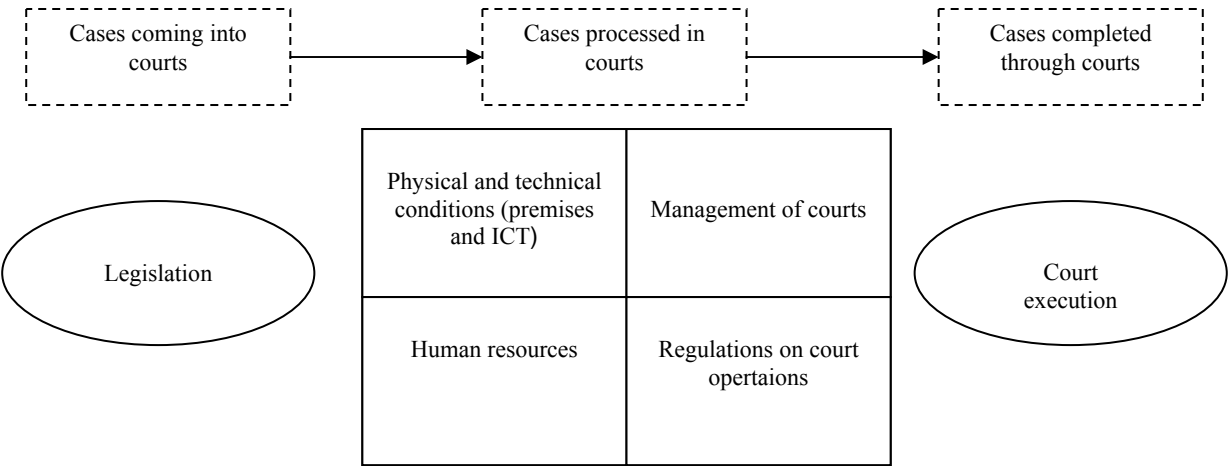 Cases coming into
courts
Cases processed in
courts
Cases completed
through courts
Physical and technical
conditions (premises
and ICT)
Management of courts
Legislation
Court
execution
Human resources
Regulations on court
opertaions